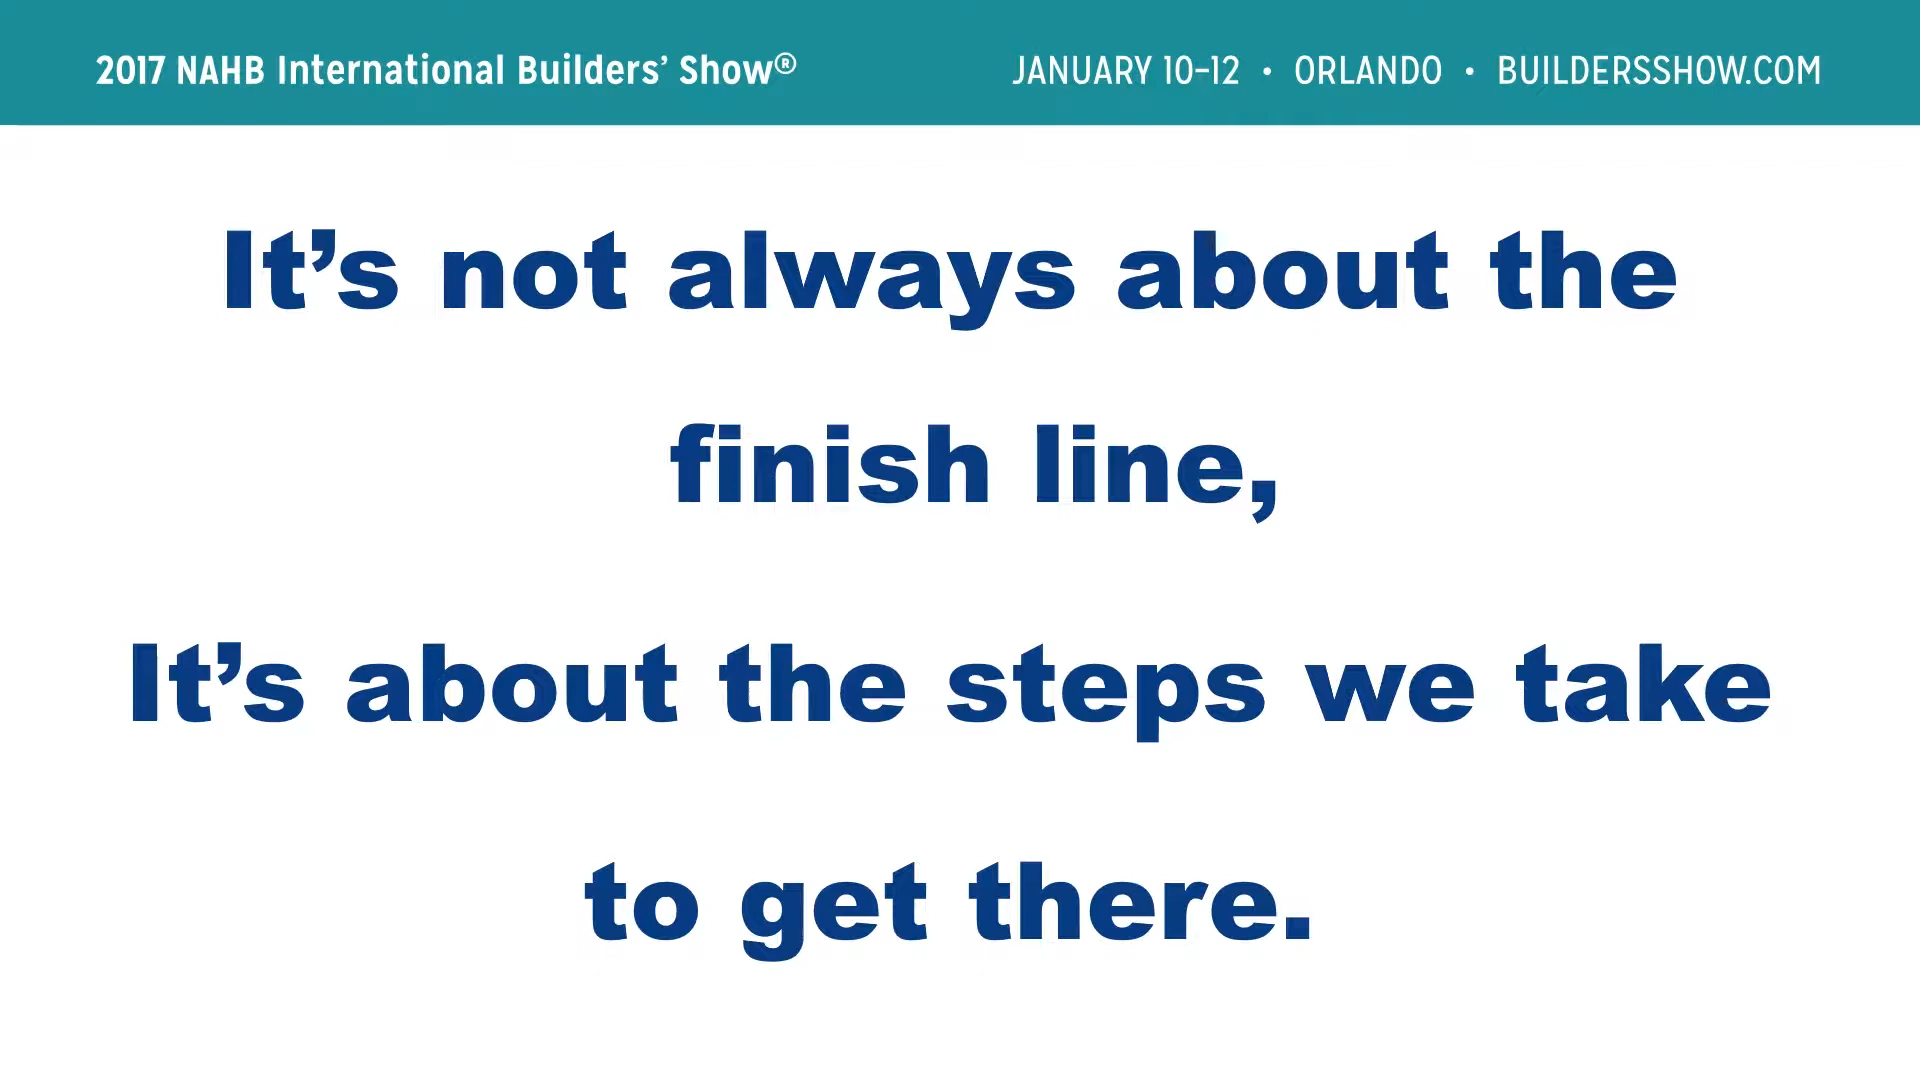 2017 NAHB International Builders’ Show®
JANUARY 10–12 • ORLANDO • BUILDERSSHOW.COM
It’s not always about the
finish line,
It’s about the steps we take
to get there.